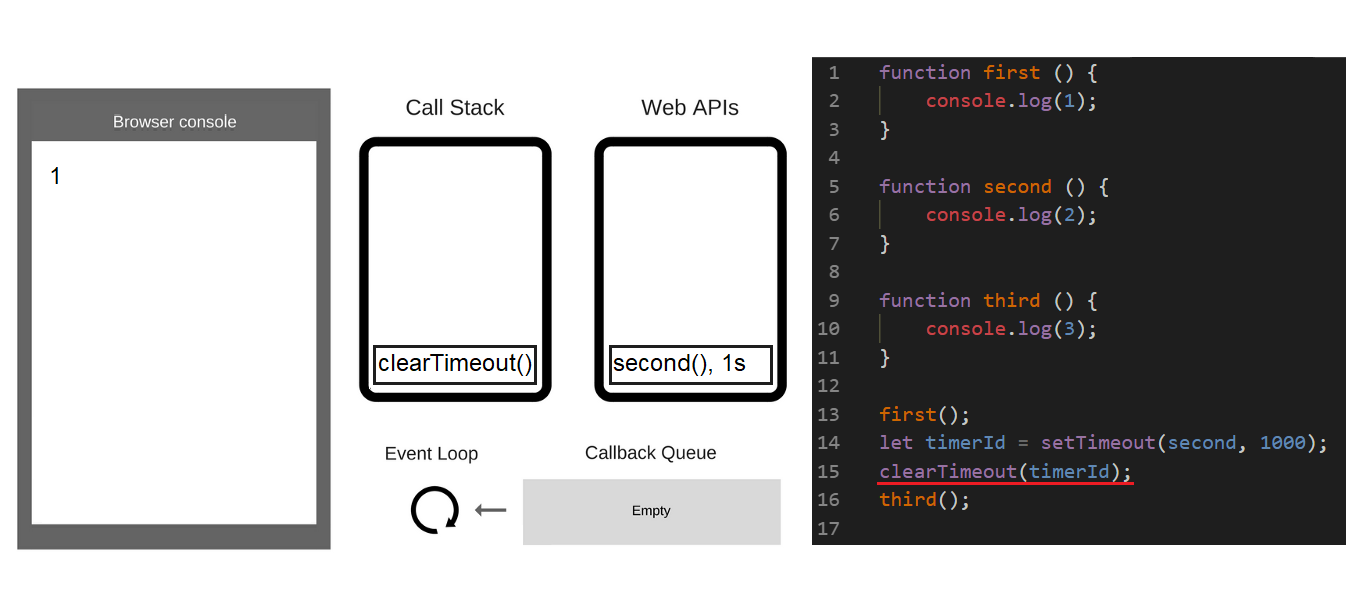 Browser console
1
Call Stack
clearTimeout()
Web APIs
second(), 1s
Event Loop
Callback Queue
Empty
1 function first () {
2     console.log(1);
3 }
4
5 function second () {
6     console.log(2);
7 }
8
9 function third () {
10     console.log(3);
11 }
12
13 first();
14 let timerId = setTimeout(second, 1000);
15 clearTimeout(timerId);
16 third();
17